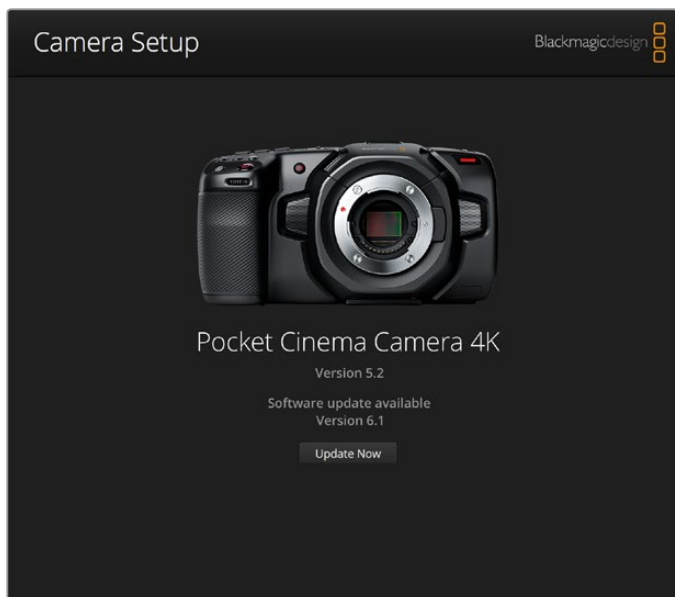 Camera Setup
Blackmagicdesign
Pocket Cinema Camera 4K
Version 5.2
Software update available
Version 6.1
Update Now